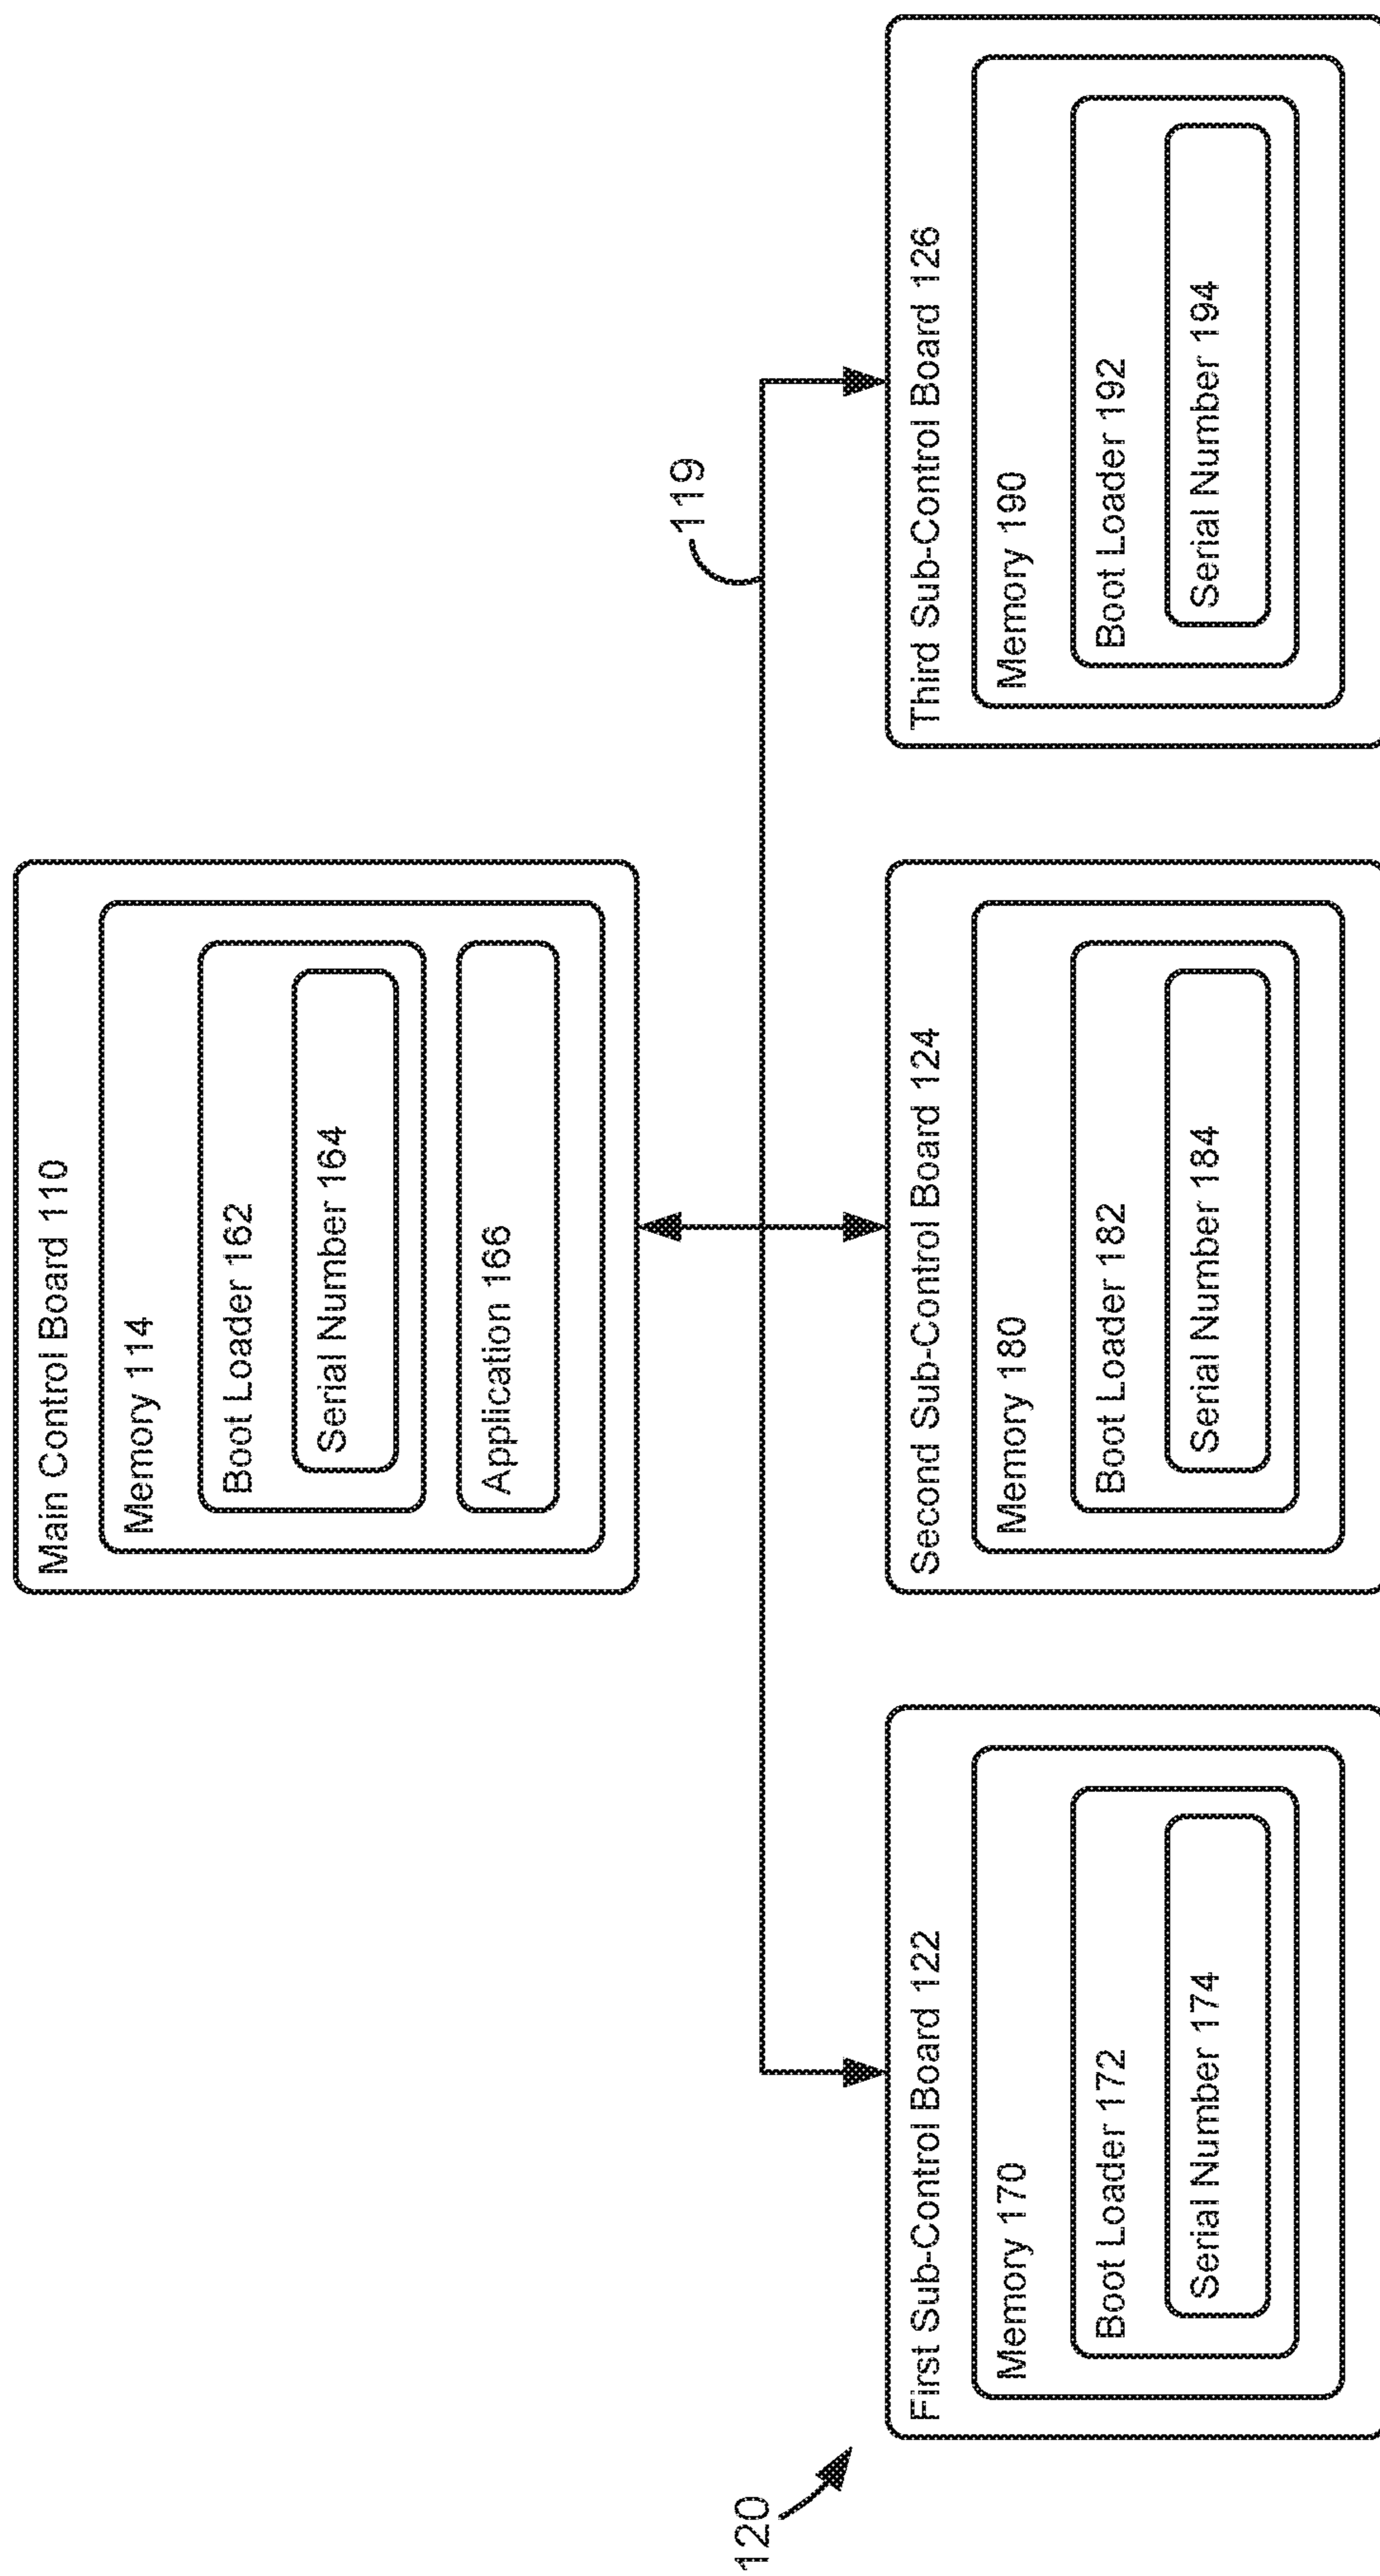 Main Control Board 110
Memory 114
Boot Loader 162
Serial Number 164
Application 166
119
120
First Sub-Control Board 122
Memory 170
Boot Loader 172
Serial Number 174
Second Sub-Control Board 124
Memory 180
Boot Loader 182
Serial Number 184
Third Sub-Control Board 126
Memory 190
Boot Loader 192
Serial Number 194